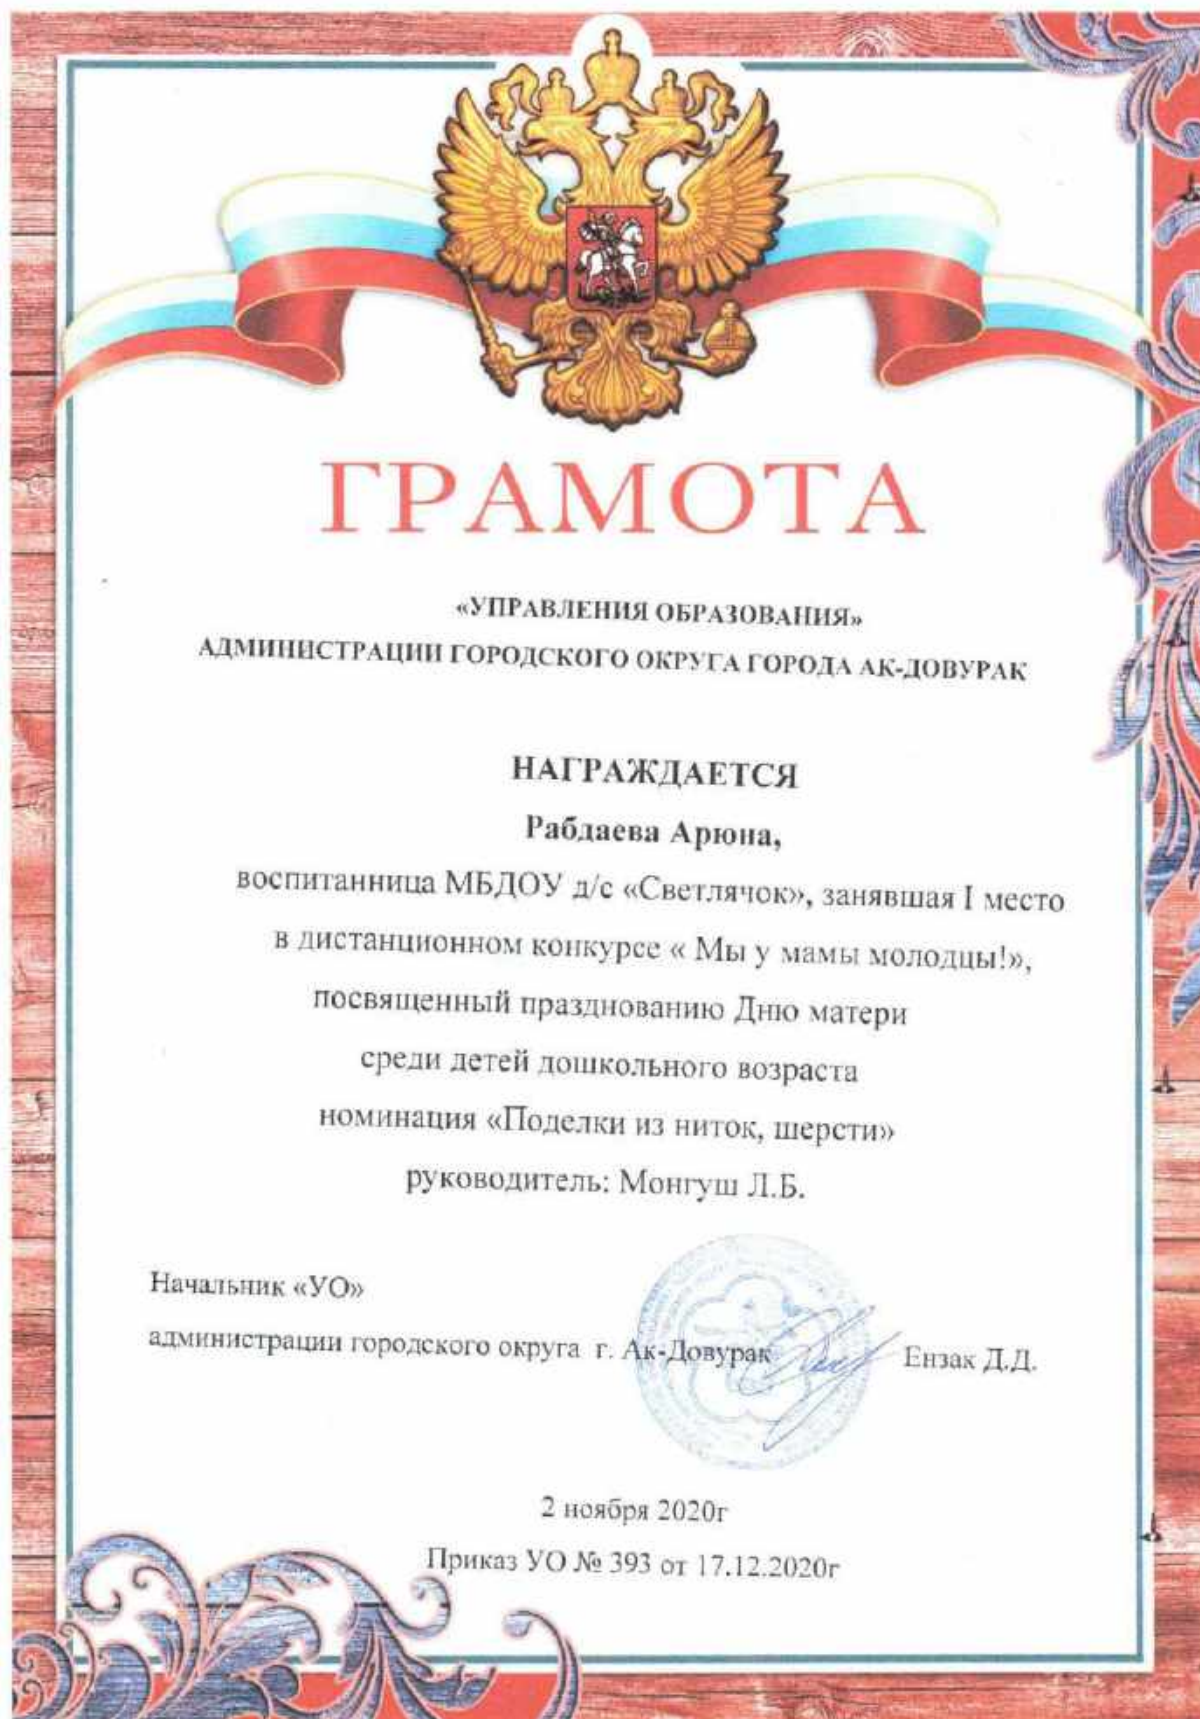 ГРАМОТА
«УПРАВЛЕНИЯ ОБРАЗОВАНИЯ»
АДМИНИСТРАЦИИ ГОРОДСКОГО ОКРУГА ГОРОДА АК-ДОВУРАК
НАГРАЖДАЕТСЯ
Рабдаева Арюна,
воспитанница МБДОУ д/с «Светлячок», занявшая I место
в дистанционном конкурсе « Мы у мамы молодцы!»,
посвященный празднованию Дню матери
среди детей дошкольного возраста
номинация «Поделки из ниток, шерсти»
руководитель: Монгуш Л.Б.
Начальник «УО»
администрации городского округа г. Ак-Довурак Ензак Д.Д.
2 ноября 2020г
Приказ УО № 393 от 17.12.2020г